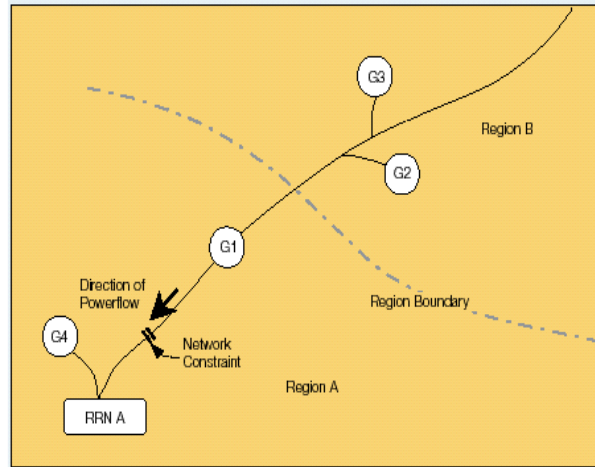 G3
Region B
G2
G1
Direction of
Powerflow
Region Boundary
G4
Network
Constraint
Region A
RRN A